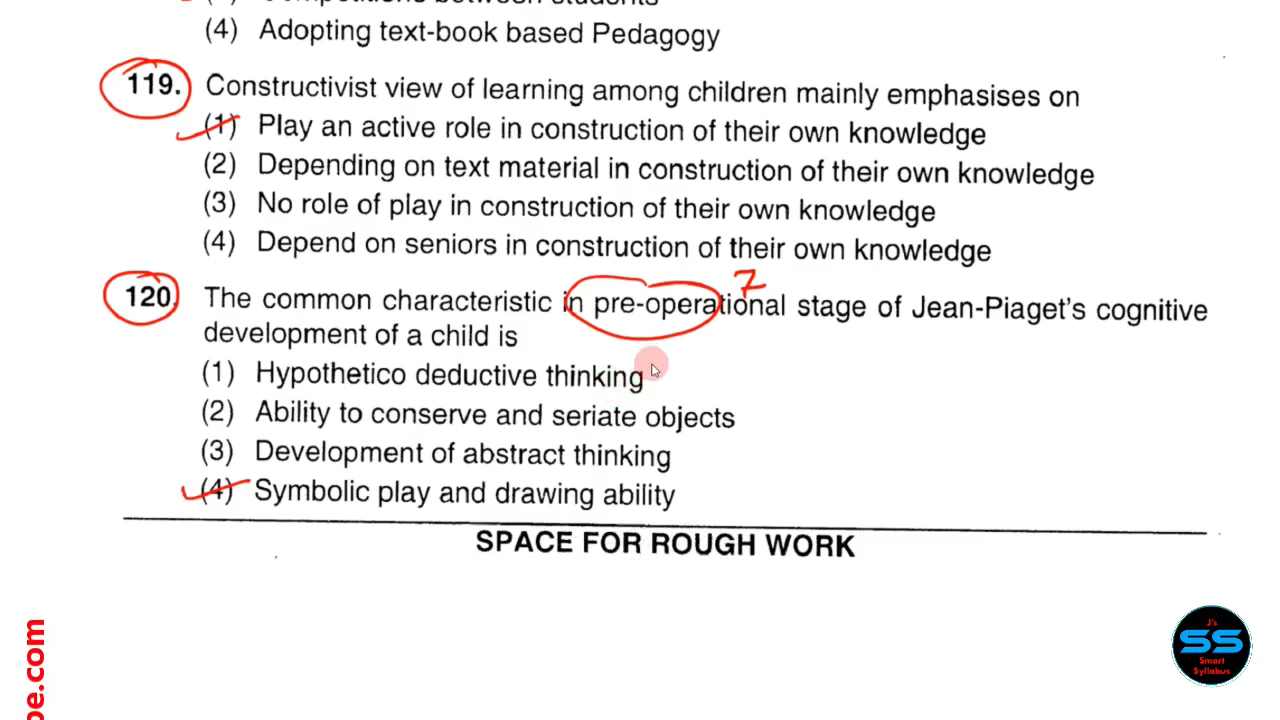 (4) Adopting text-book based Pedagogy
119. Constructivist view of learning among children mainly emphasises on
(1) Play an active role in construction of their own knowledge
(2) Depending on text material in construction of their own knowledge
(3) No role of play in construction of their own knowledge
(4) Depend on seniors in construction of their own knowledge
7
120. The common characteristic in pre-operational stage of Jean-Piaget's cognitive
development of a child is
(1) Hypothetico deductive thinking
(2) Ability to conserve and seriate objects
(3) Development of abstract thinking
(4) Symbolic play and drawing ability
SPACE FOR ROUGH WORK
be.com
J's
SS
Smart
Syllabus